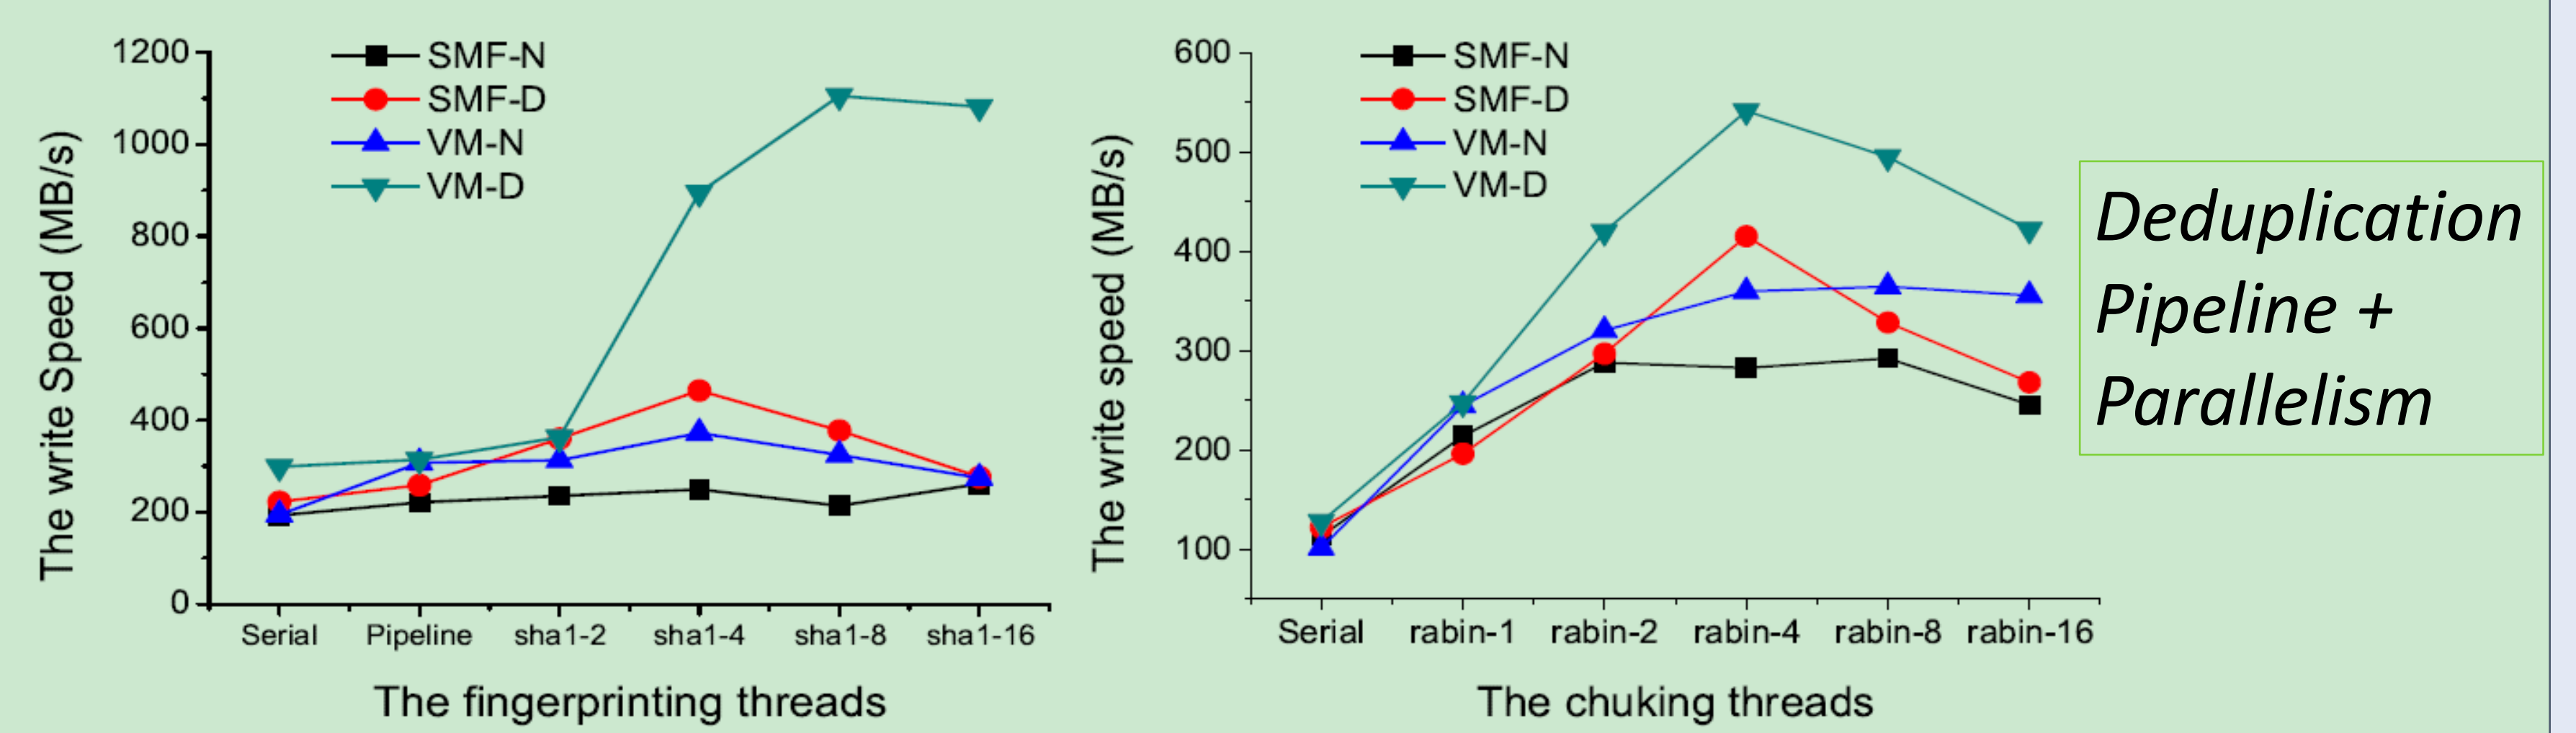 The write Speed (MB/s)
1200
1000
800
600
400
200
0
SMF-N
SMF-D
VM-N
VM-D
Serial Pipeline sha1-2 sha1-4 sha1-8 sha1-16
The fingerprinting threads
The write speed (MB/s)
600
500
400
300
200
100
SMF-N
SMF-D
VM-N
VM-D
Serial rabin-1 rabin-2 rabin-4 rabin-8 rabin-16
The chuking threads
Deduplication
Pipeline +
Parallelism